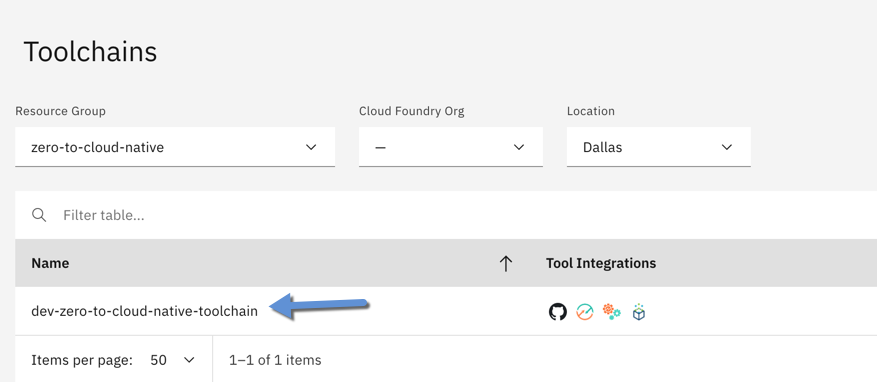 Toolchains
Resource Group Cloud Foundry Org Location
zero-to-cloud-native — Dallas
Filter table...
Name Tool Integrations
dev-zero-to-cloud-native-toolchain
Items per page: 50 1–1 of 1 items